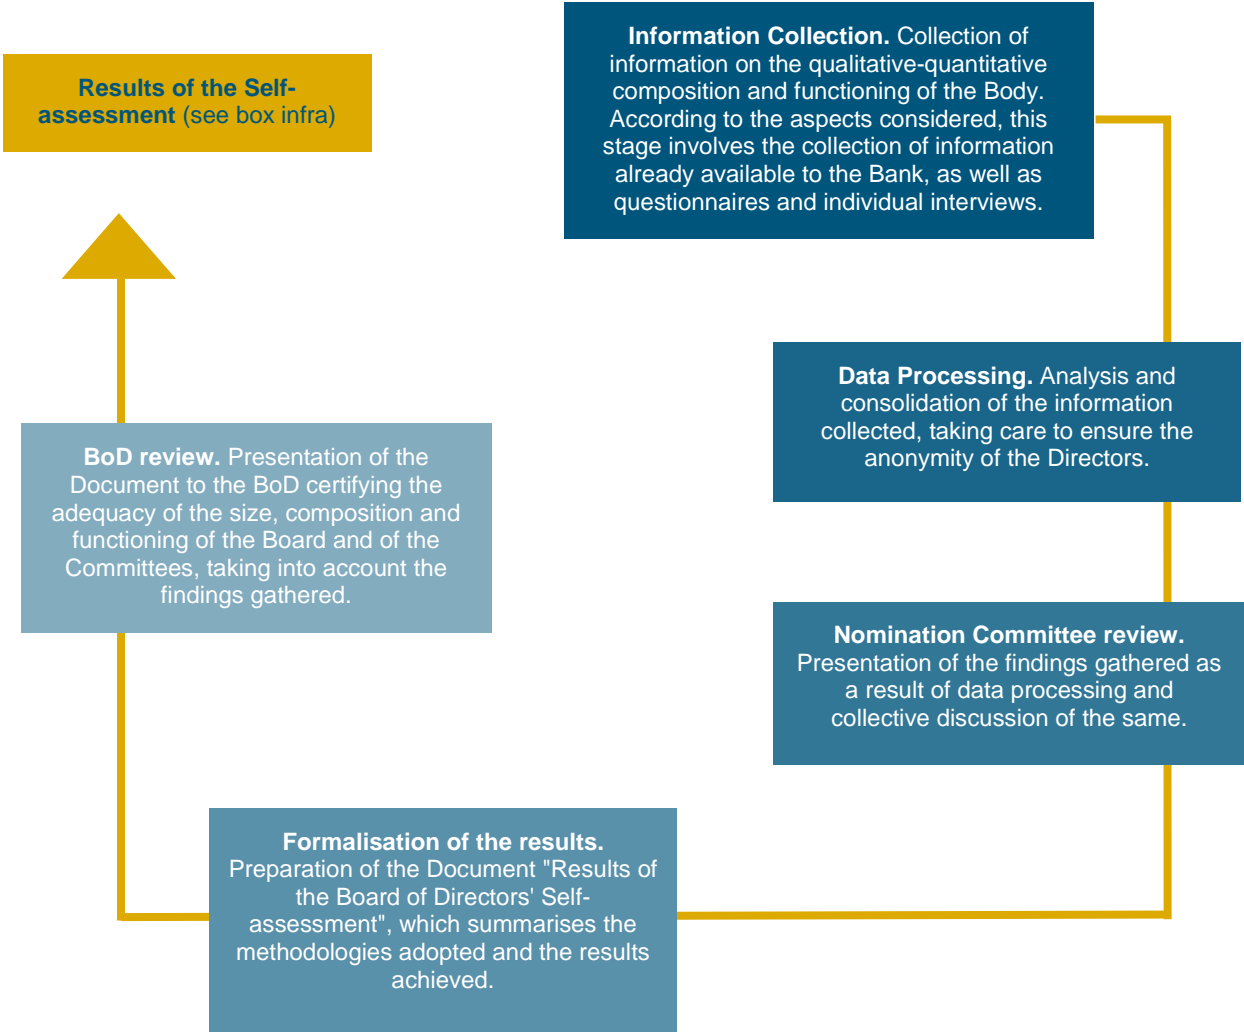 Results of the Self-
assessment (see box infra)
Information Collection. Collection of
information on the qualitative-quantitative
composition and functioning of the Body.
According to the aspects considered, this
stage involves the collection of information
already available to the Bank, as well as
questionnaires and individual interviews.
Data Processing. Analysis and
consolidation of the information
collected, taking care to ensure the
anonymity of the Directors.
BoD review. Presentation of the
Document to the BoD certifying the
adequacy of the size, composition and
functioning of the Board and of the
Committees, taking into account the
findings gathered.
Nomination Committee review.
Presentation of the findings gathered as
a result of data processing and
collective discussion of the same.
Formalisation of the results.
Preparation of the Document "Results of
the Board of Directors' Self-
assessment", which summarises the
methodologies adopted and the results
achieved.